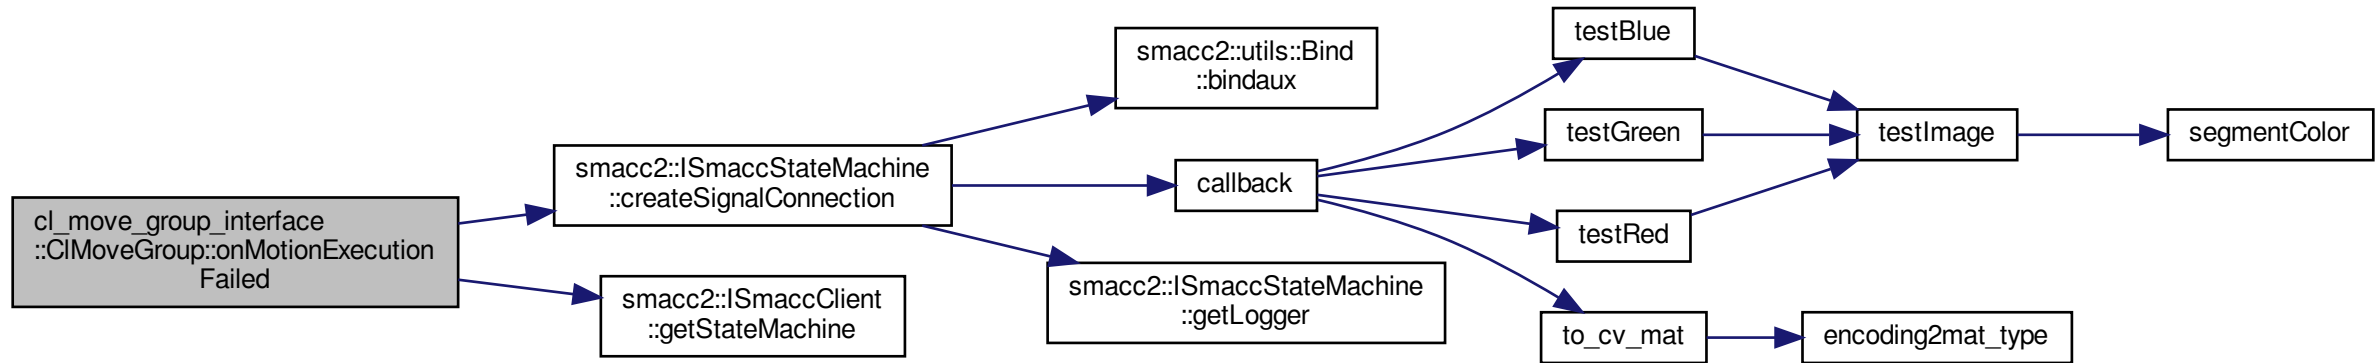 cl_move_group_interface
::ClMoveGroup::onMotionExecution
Failed
smacc2::ISmaccStateMachine
::createSignalConnection
smacc2::ISmaccClient
::getStateMachine
smacc2::utils::Bind
::bindaux
callback
smacc2::ISmaccStateMachine
::getLogger
testBlue
testGreen
testRed
to_cv_mat
testImage
encoding2mat_type
segmentColor